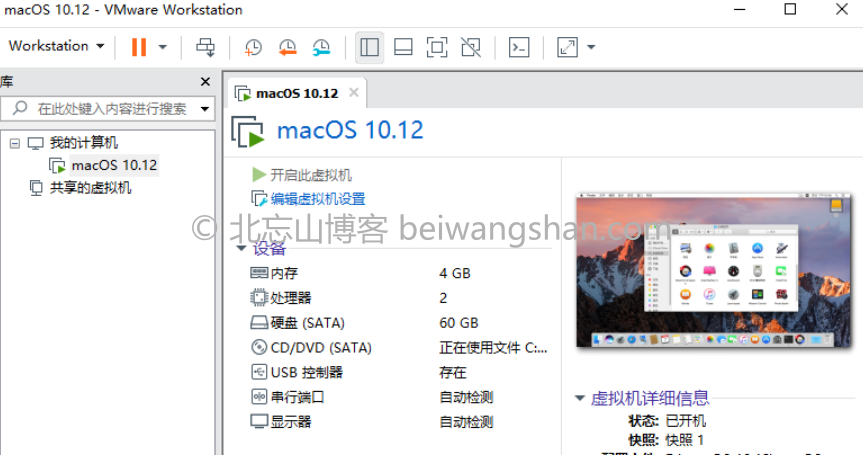 macOS 10.12 - VMware Workstation
Workstation
库
在此处键入内容进行搜索
我的计算机
macOS 10.12
共享的虚拟机
macOS 10.12
macOS 10.12
开启此虚拟机
编辑虚拟机设置
© 北忘山博客 beiwangshan.com
设备
内存 4 GB
处理器 2
硬盘 (SATA) 60 GB
CD/DVD (SATA) 正在使用文件 C:...
USB 控制器 存在
串行端口 自动检测
显示器 自动检测
虚拟机详细信息
状态: 已开机
快照: 快照 1